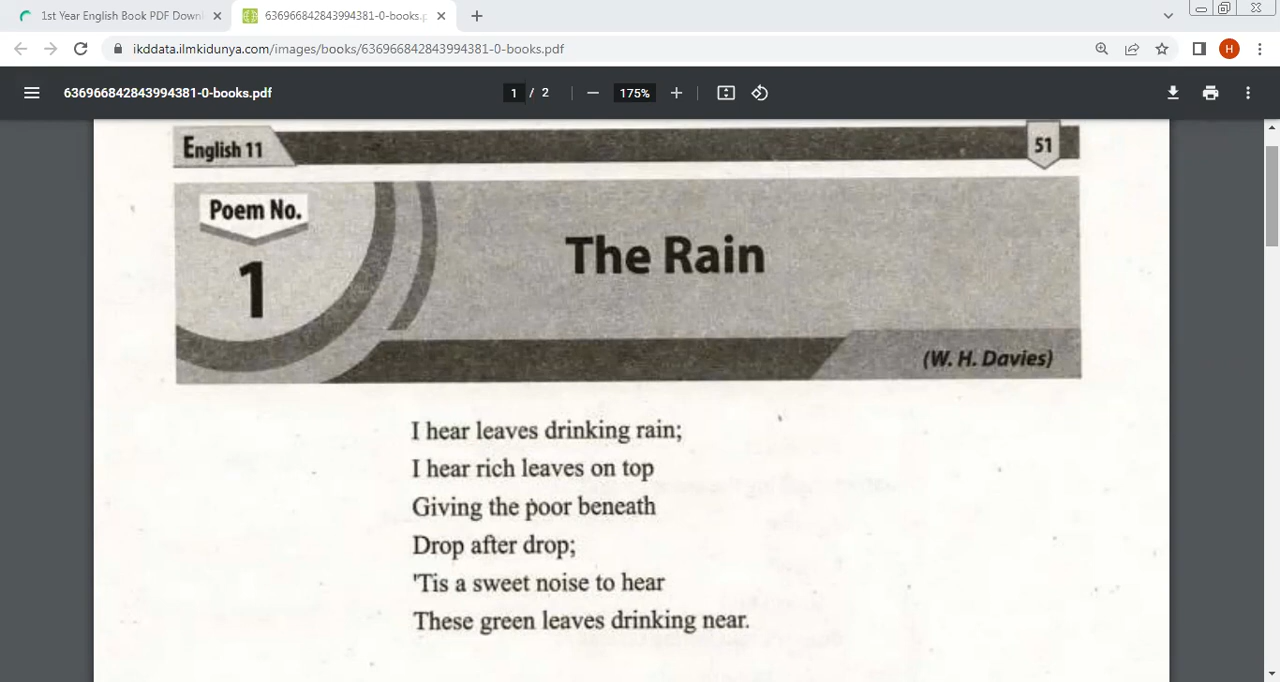 1st Year English Book PDF Down
636966842843994381-0-books.p
ikddata.ilmkidunya.com/images/books/636966842843994381-0-books.pdf
H
636966842843994381-0-books.pdf
1 / 2
175%
English 11
51
Poem No.
1
The Rain
(W. H. Davies)
I hear leaves drinking rain;
I hear rich leaves on top
Giving the poor beneath
Drop after drop;
'Tis a sweet noise to hear
These green leaves drinking near.